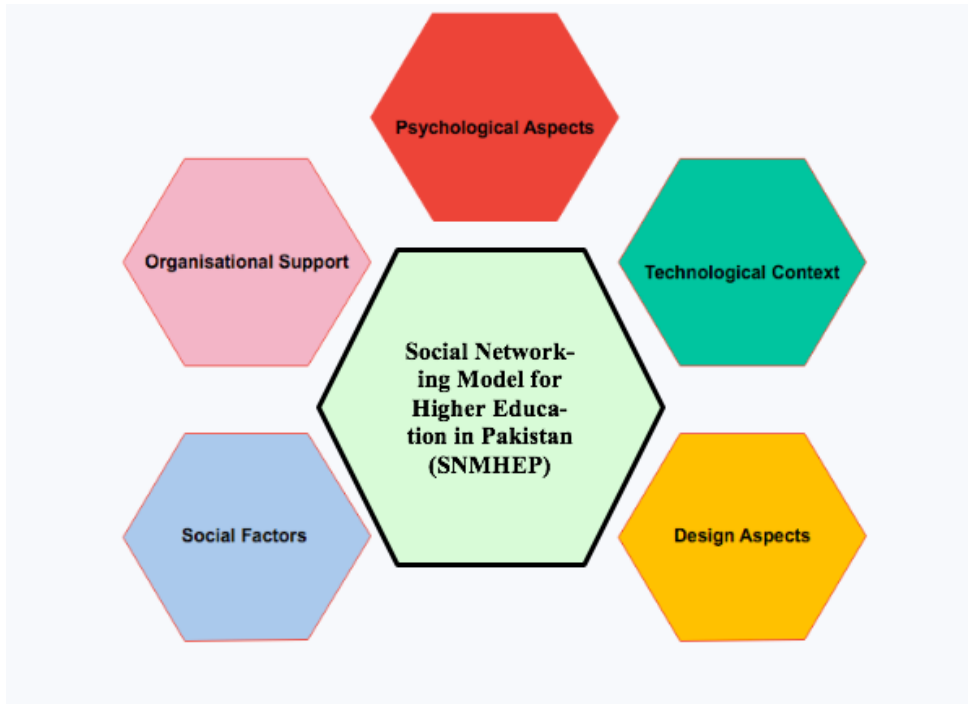 Psychological Aspects
Organisational Support
Technological Context
Social Network-
ing Model for
Higher Educa-
tion in Pakistan
(SNMHEP)
Social Factors
Design Aspects